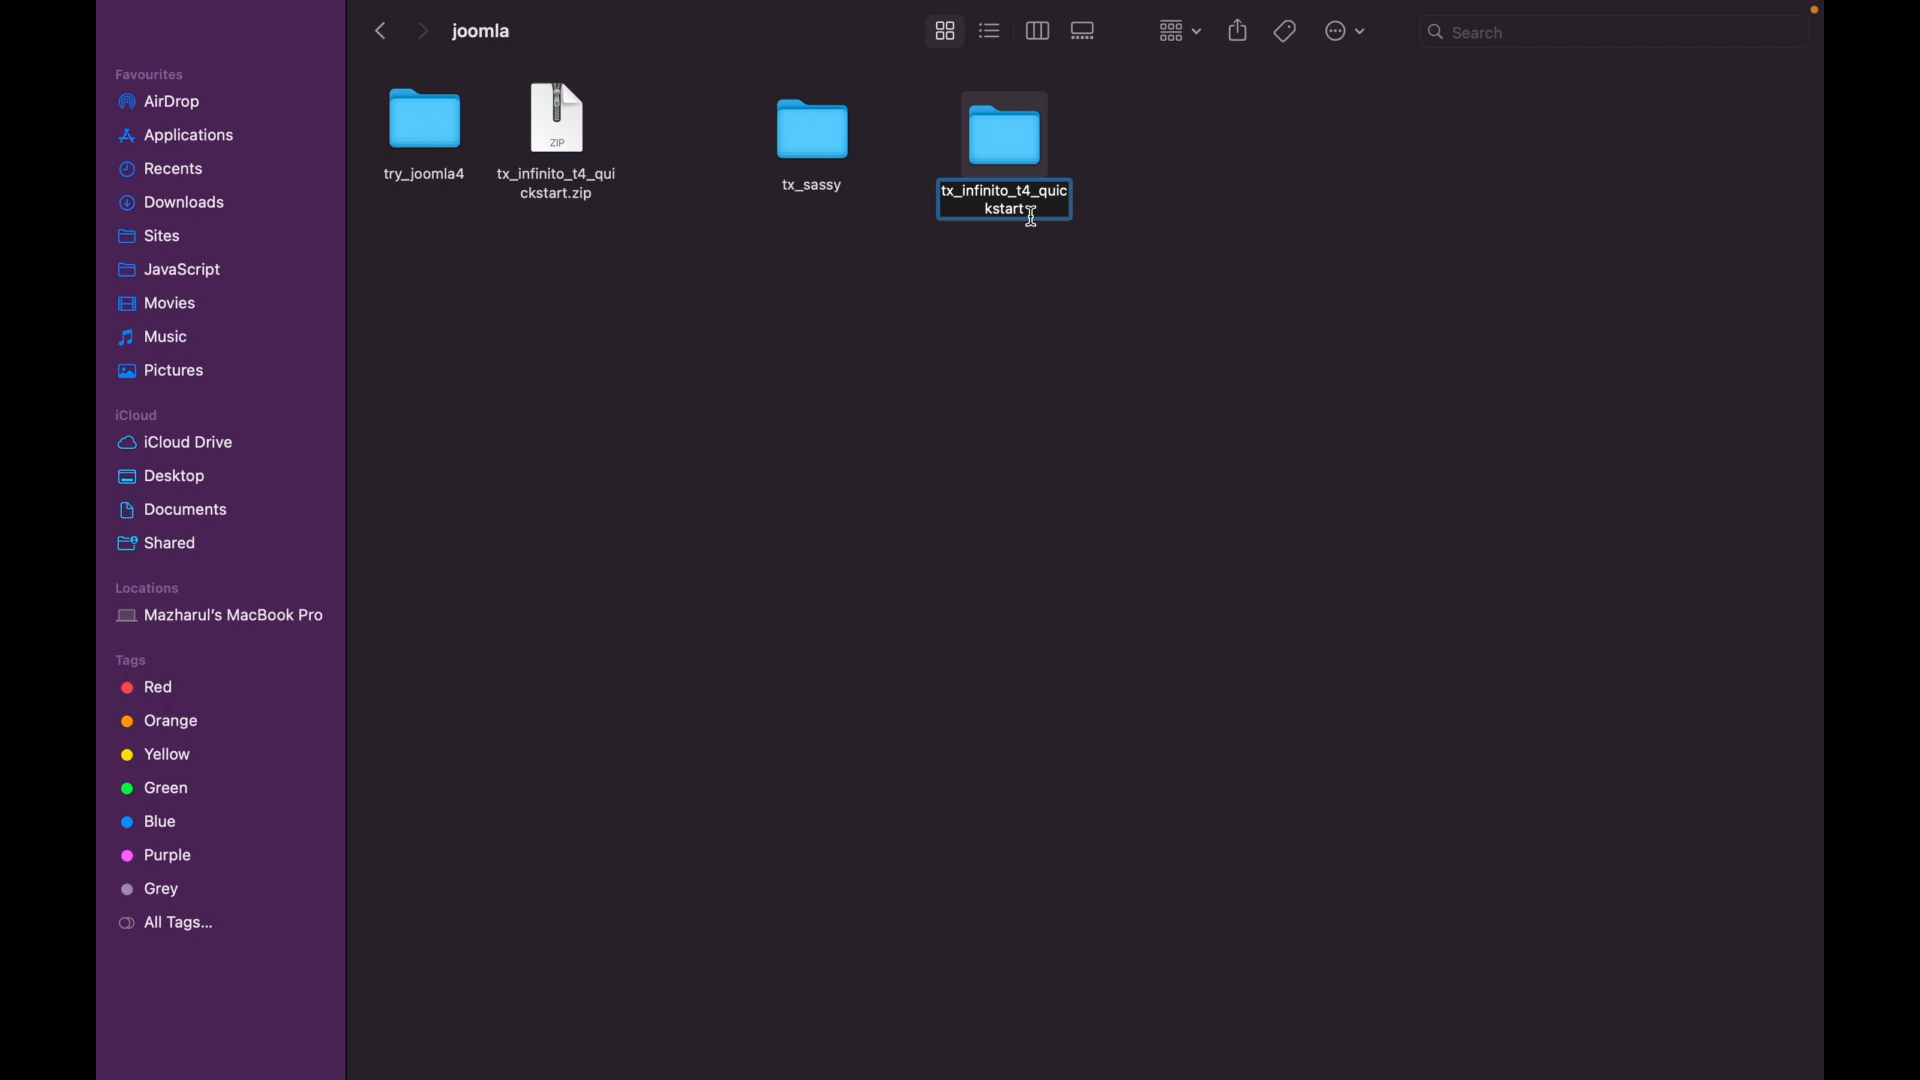 joomla
Search
Favourites
AirDrop
Applications
Recents
Downloads
Sites
JavaScript
Movies
Music
Pictures
iCloud
iCloud Drive
Desktop
Documents
Shared
Locations
Mazharul's MacBook Pro
Tags
Red
Orange
Yellow
Green
Blue
Purple
Grey
All Tags...
try_joomla4
ZIP
tx_infinito_t4_qui
ckstart.zip
tx_sassy
tx_infinito_t4_quic
kstart